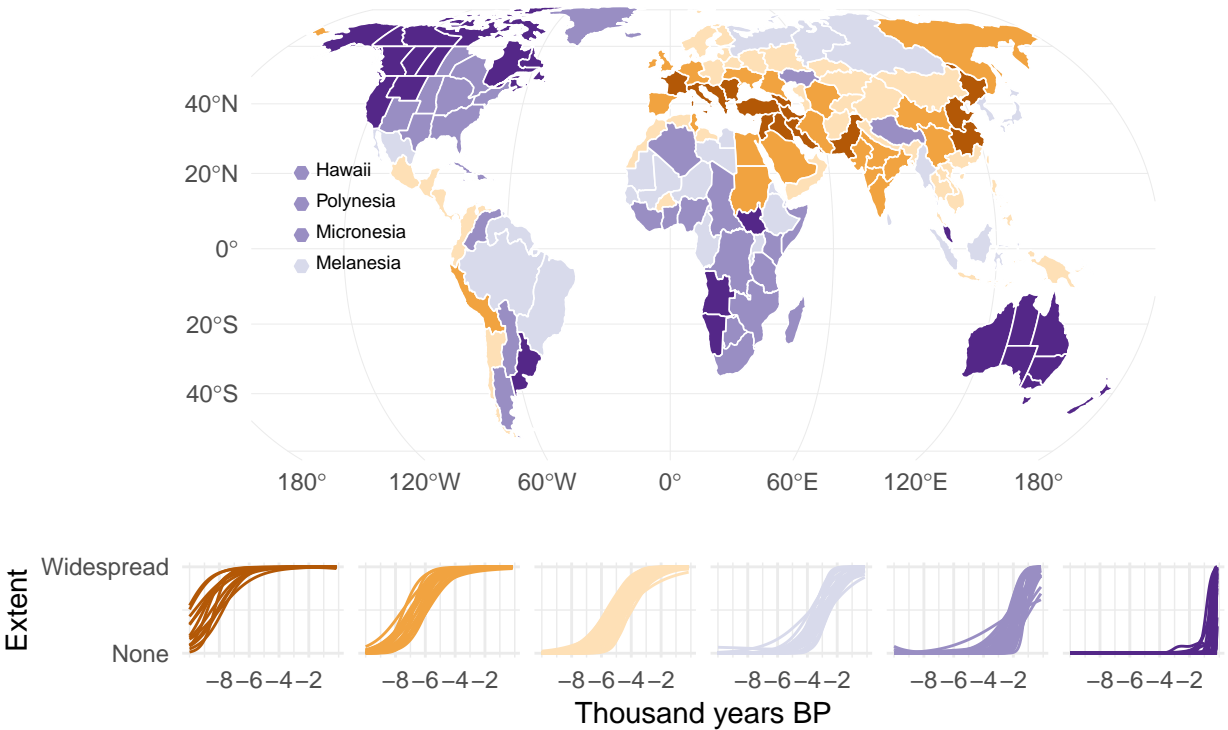 40°N
20°N
0°
20°S
40°S
Hawaii
Polynesia
Micronesia
Melanesia
180° 120°W 60°W 0° 60°E 120°E 180°
Extent
Widespread
None
−8−6−4−2 −8−6−4−2 −8−6−4−2 −8−6−4−2 −8−6−4−2 −8−6−4−2
Thousand years BP